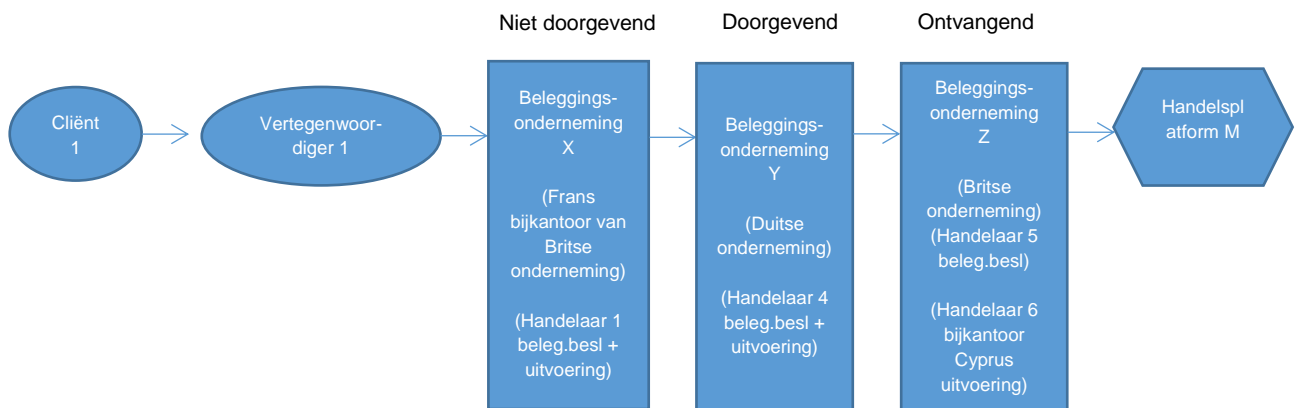 Niet doorgevend
Doorgevend
Ontvangend
Cliënt
1
Vertegenwoor-
diger 1
Beleggings-
onderneming
X
(Frans
bijkantoor van
Britse
onderneming)
(Handelaar 1
beleg.besl +
uitvoering)
Beleggings-
onderneming
Y
(Duitse
onderneming)
(Handelaar 4
beleg.besl +
uitvoering)
Beleggings-
onderneming
Z
(Britse
onderneming)
(Handelaar 5
beleg.besl)
(Handelaar 6
bijkantoor
Cyprus
uitvoering)
Handelspl
atform M